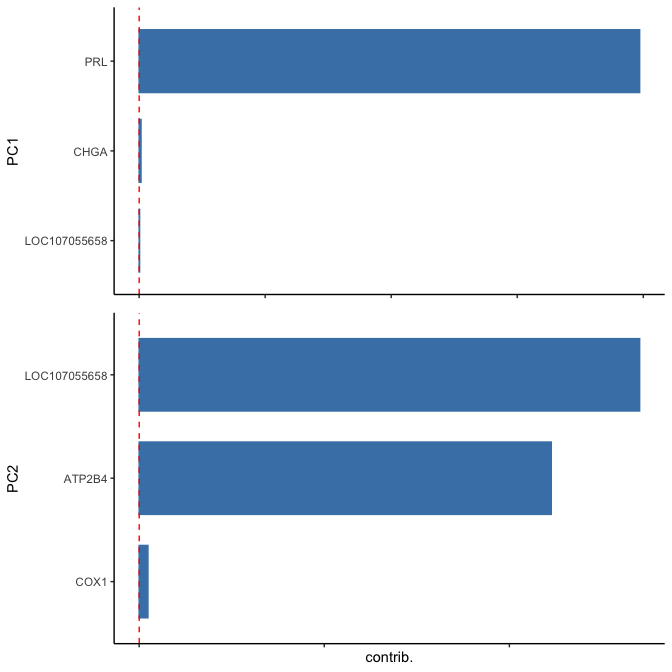 PC1
PRL
CHGA
LOC107055658
PC2
LOC107055658
ATP2B4
COX1
contrib.